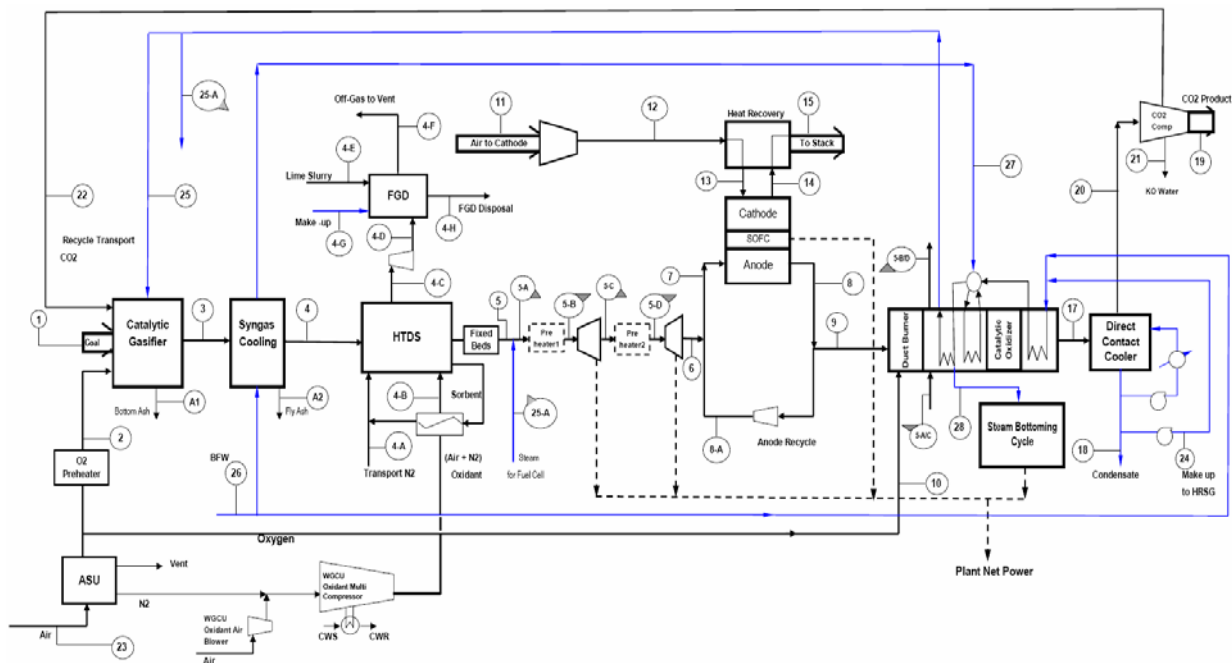 25-A
Off-Gas to Vent
11
12
Heat Recovery
15
CO2 Product
CO2
Comp
4-F
4-E
Air to Cathode
To Stack
22
25
Lime Slurry
FGD
13
14
27
20
21
19
KO Water
Recycle Transport
CO2
Make -up
4-G
4-D
4-H
FGD Disposal
Cathode
SOFC
Anode
7
8
5-B/D
4-C
1
3
4
5
5-A
5-B
5-C
5-D
9
17
Coal
Catalytic
Gasifier
Syngas
Cooling
HTDS
Fixed
Beds
Pre
heater1
Pre
heater2
6
Dust Burner
Catalytic
Oxidizer
Direct
Contact
Cooler
Bottom Ash
A1
Fly Ash
A2
4-B
Sorbent
25-A
8-A
Anode Recycle
5-A/C
28
Steam Bottoming
Cycle
18
24
2
4-A
Transport N2
(Air + N2)
Oxidant
Steam
for Fuel Cell
10
Condensate
Make up
to HRSG
O2
Preheater
BFW
26
Oxygen
Plant Net Power
ASU
Vent
N2
WGCU
Oxidant Multi
Compressor
WGCU
Oxidant Air
Blower
CWS
CWR
Air
23
Air